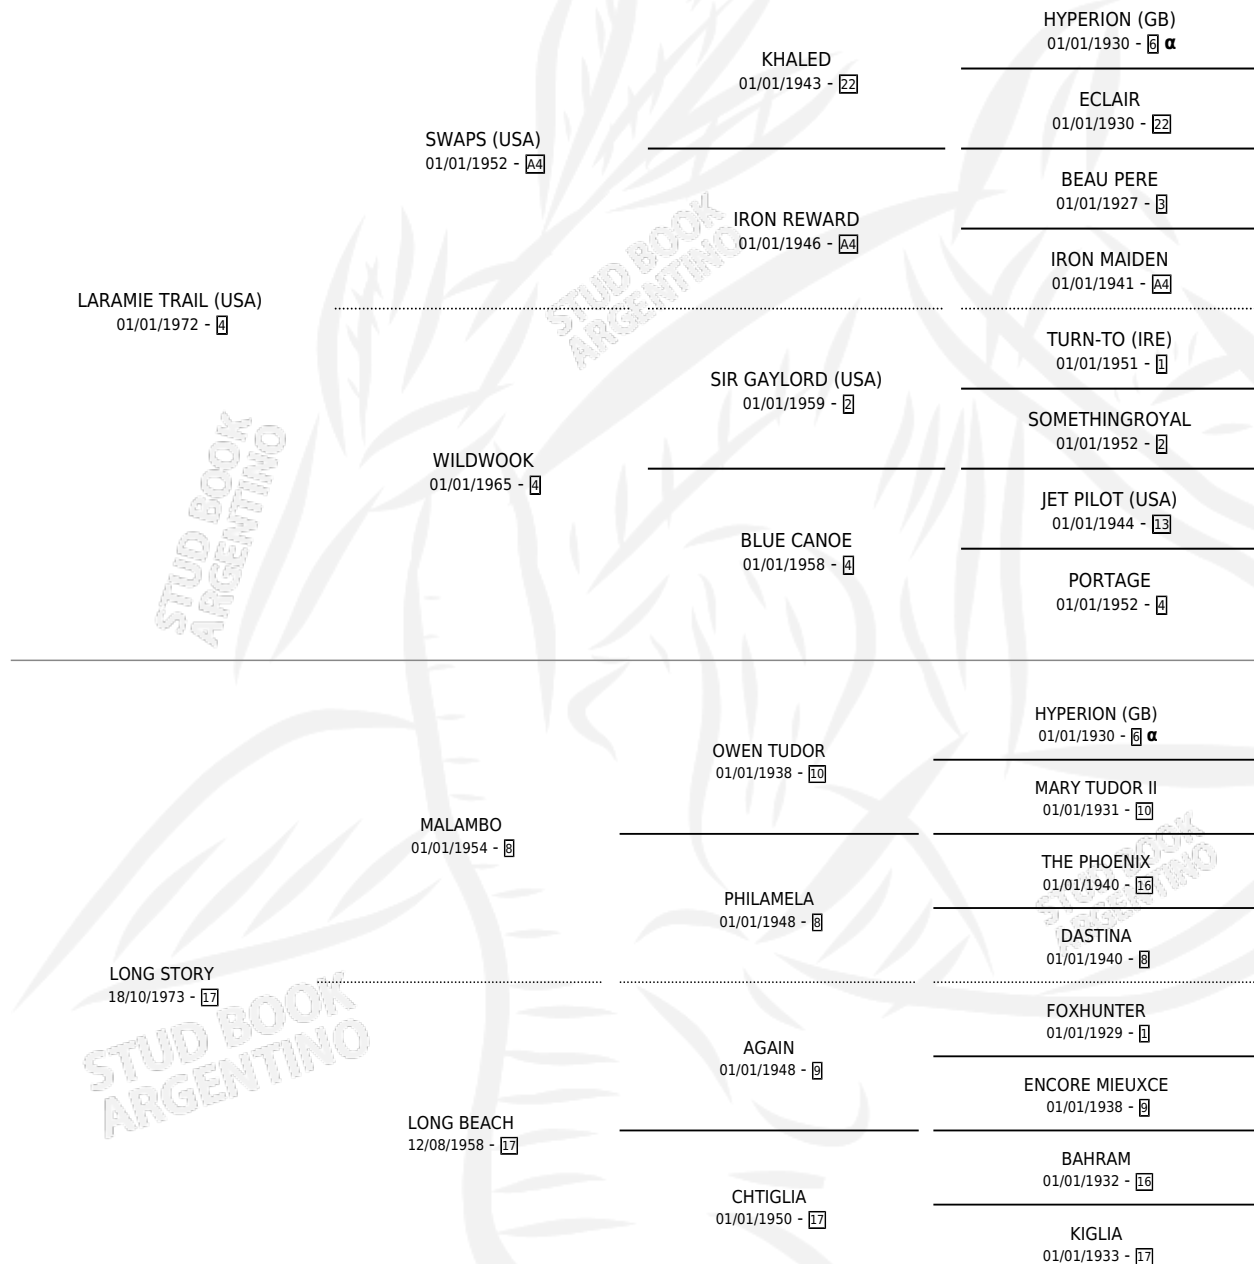 HYPERION (GB)
01/01/1930 - 6 α
KHALED
01/01/1943 - 22
ECLAIR
01/01/1930 - 22
SWAPS (USA)
01/01/1952 - A4
BEAU PERE
01/01/1927 - 3
IRON REWARD
01/01/1946 - A4
IRON MAIDEN
01/01/1941 - A4
LARAMIE TRAIL (USA)
01/01/1972 - 4
STUD BOOK
ARGENTINO
TURN-TO (IRE)
01/01/1951 - 1
SIR GAYLORD (USA)
01/01/1959 - 2
SOMETHINGROYAL
01/01/1952 - 2
WILDWOOK
01/01/1965 - 4
JET PILOT (USA)
01/01/1944 - 13
BLUE CANOE
01/01/1958 - 4
PORTAGE
01/01/1952 - 4
STUD BOOK
ARGENTINO
HYPERION (GB)
01/01/1930 - 6 α
OWEN TUDOR
01/01/1938 - 10
MARY TUDOR II
01/01/1931 - 10
MALAMBO
01/01/1954 - 8
THE PHOENIX
01/01/1940 - 16
PHILAMELA
01/01/1948 - 8
DASTINA
01/01/1940 - 8
STUD BOOK
ARGENTINO
LONG STORY
18/10/1973 - 17
FOXHUNTER
01/01/1929 - 1
AGAIN
01/01/1948 - 9
ENCORE MIEUXCE
01/01/1938 - 9
STUD BOOK
ARGENTINO
LONG BEACH
12/08/1958 - 17
BAHRAM
01/01/1932 - 16
CHTIGLIA
01/01/1950 - 17
KIGLIA
01/01/1933 - 17